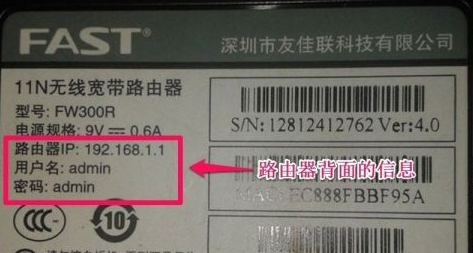 FAST®
深圳市友佳联科技有限公司
11N无线宽带路由器
型号: FW300R
电源规格: 9V⎓0.6A
S/N: 12812412762 Ver:4.0
路由器IP: 192.168.1.1
用户名: admin
密码: admin
路由器背面的信息
MAC: EC888FBBF95A
CCC
10